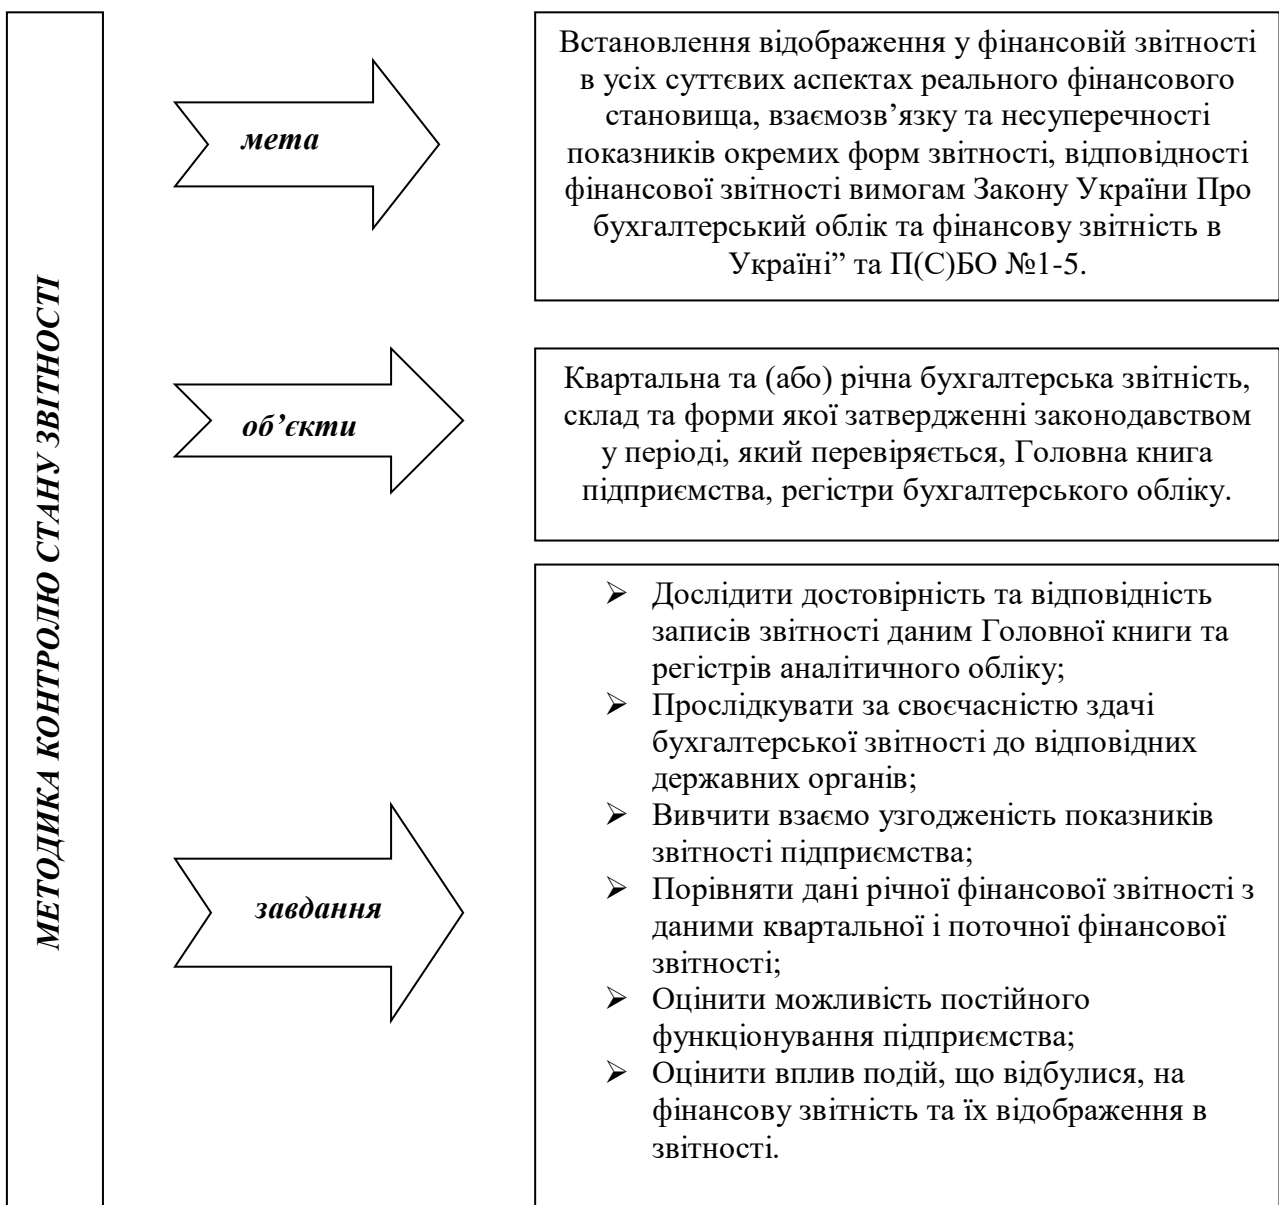 МЕТОДИКА КОНТРОЛЮ СТАНУ ЗВІТНОСТІ
мета
Встановлення відображення у фінансовій звітності
в усіх суттєвих аспектах реального фінансового
становища, взаємозв’язку та несуперечності
показників окремих форм звітності, відповідності
фінансової звітності вимогам Закону України Про
бухгалтерський облік та фінансову звітність в
Україні” та П(С)БО №1-5.
об’єкти
Квартальна та (або) річна бухгалтерська звітність,
склад та форми якої затвердженні законодавством
у періоді, який перевіряється, Головна книга
підприємства, регістри бухгалтерського обліку.
завдання
➢ Дослідити достовірність та відповідність
записів звітності даним Головної книги та
регістрів аналітичного обліку;
➢ Прослідкувати за своєчасністю здачі
бухгалтерської звітності до відповідних
державних органів;
➢ Вивчити взаємо узгодженість показників
звітності підприємства;
➢ Порівняти дані річної фінансової звітності з
даними квартальної і поточної фінансової
звітності;
➢ Оцінити можливість постійного
функціонування підприємства;
➢ Оцінити вплив подій, що відбулися, на
фінансову звітність та їх відображення в
звітності.